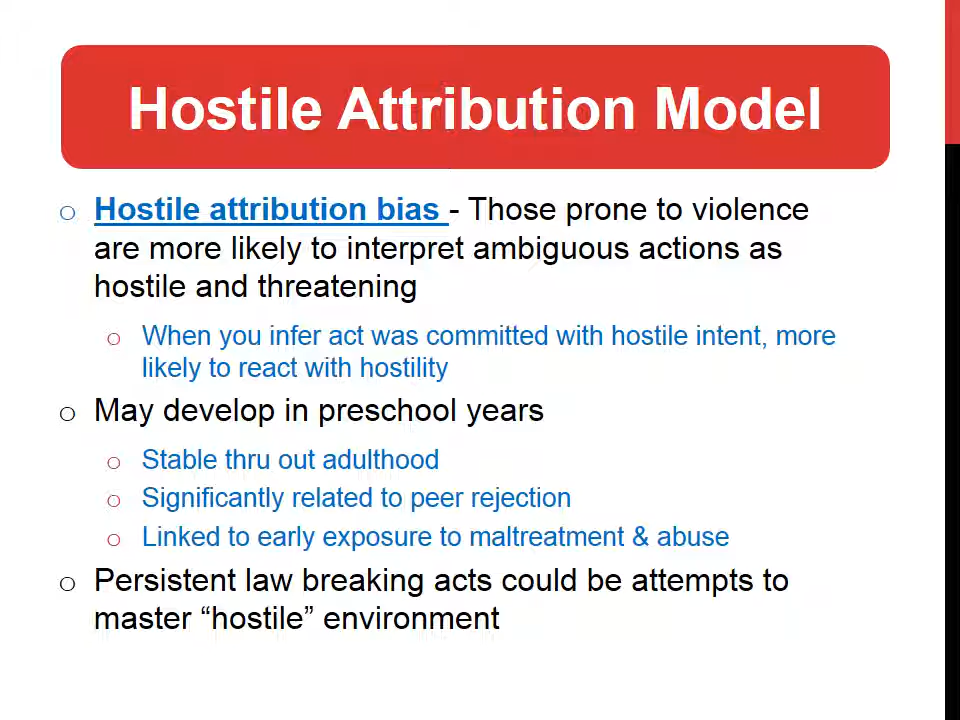 Hostile Attribution Model
Hostile attribution bias - Those prone to violence
are more likely to interpret ambiguous actions as
hostile and threatening
When you infer act was committed with hostile intent, more
likely to react with hostility
May develop in preschool years
Stable thru out adulthood
Significantly related to peer rejection
Linked to early exposure to maltreatment & abuse
Persistent law breaking acts could be attempts to
master “hostile” environment